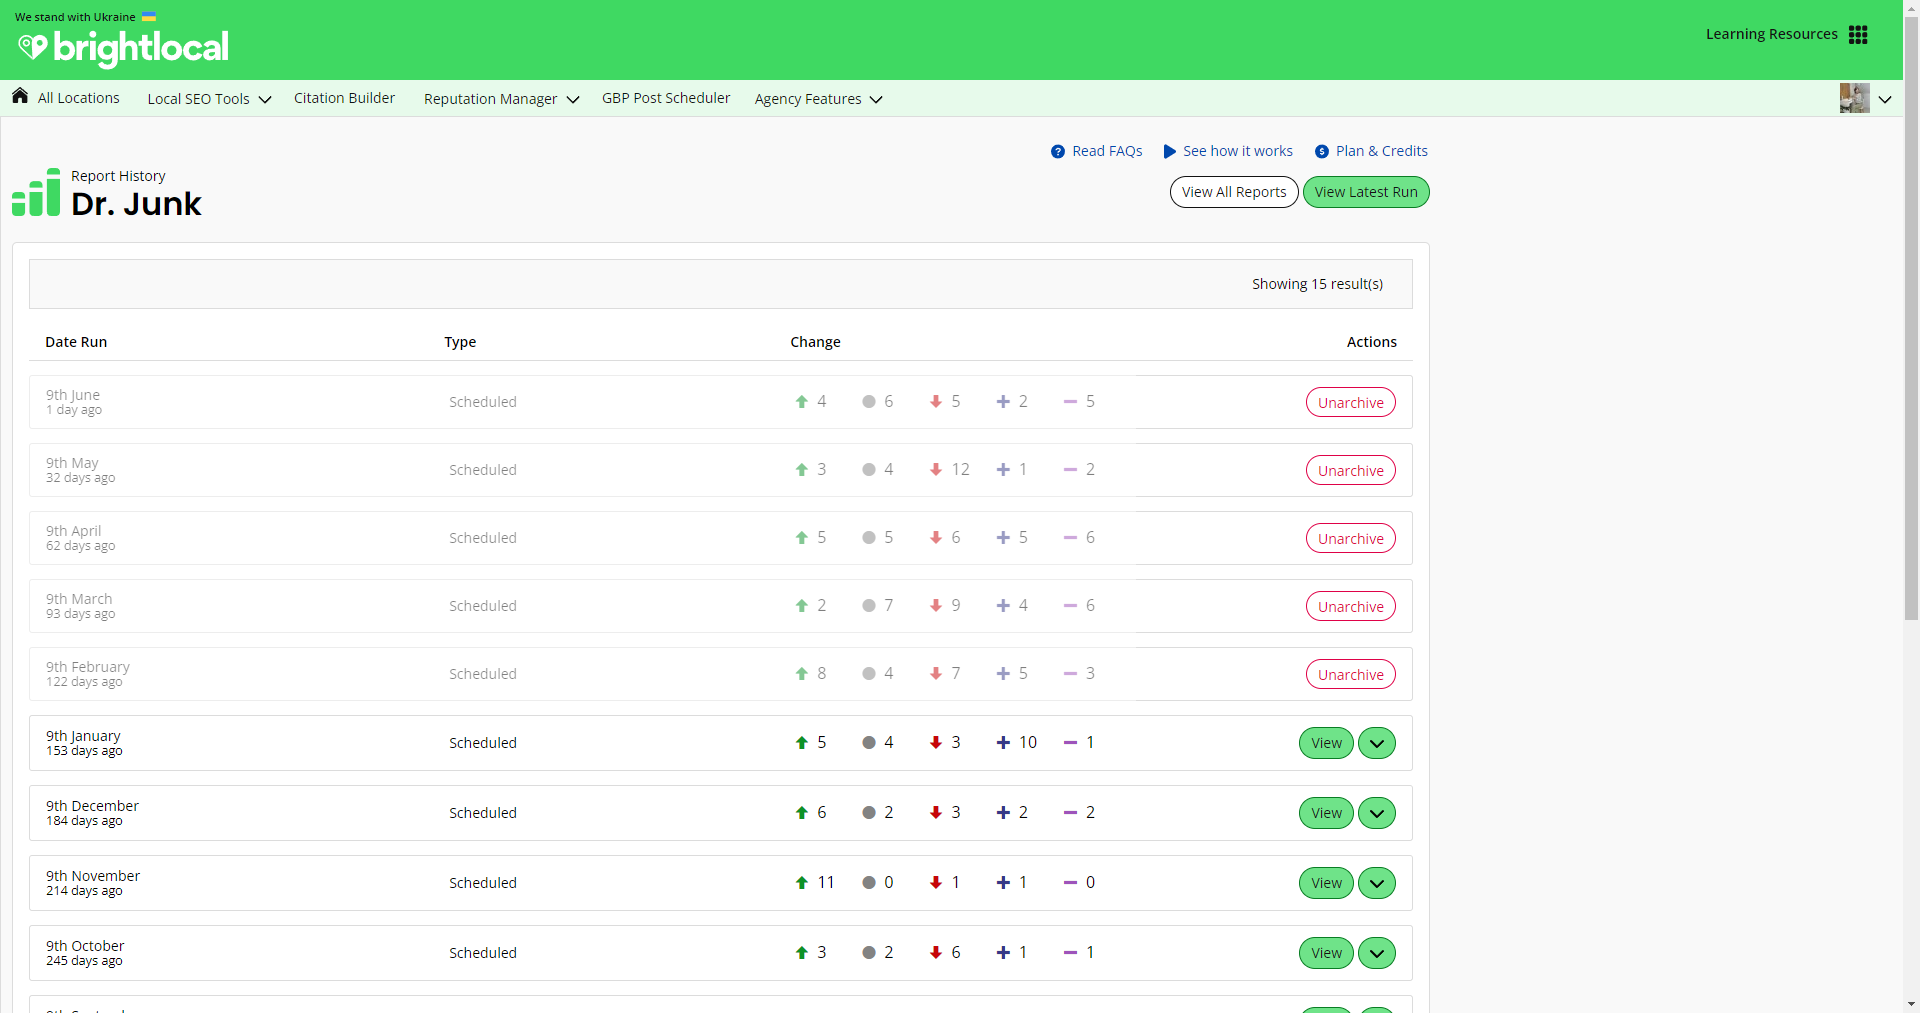 We stand with Ukraine
brightlocal
Learning Resources
All Locations Local SEO Tools Citation Builder Reputation Manager GBP Post Scheduler Agency Features
Read FAQs See how it works Plan & Credits
Report History
Dr. Junk
View All Reports View Latest Run
Showing 15 result(s)
Date Run Type Change Actions
9th June
1 day ago
Scheduled 4 6 5 2 5 Unarchive
9th May
32 days ago
Scheduled 3 4 12 1 2 Unarchive
9th April
62 days ago
Scheduled 5 5 6 5 6 Unarchive
9th March
93 days ago
Scheduled 2 7 9 4 6 Unarchive
9th February
122 days ago
Scheduled 8 4 7 5 3 Unarchive
9th January
153 days ago
Scheduled 5 4 3 10 1 View
9th December
184 days ago
Scheduled 6 2 3 2 2 View
9th November
214 days ago
Scheduled 11 0 1 1 0 View
9th October
245 days ago
Scheduled 3 2 6 1 1 View